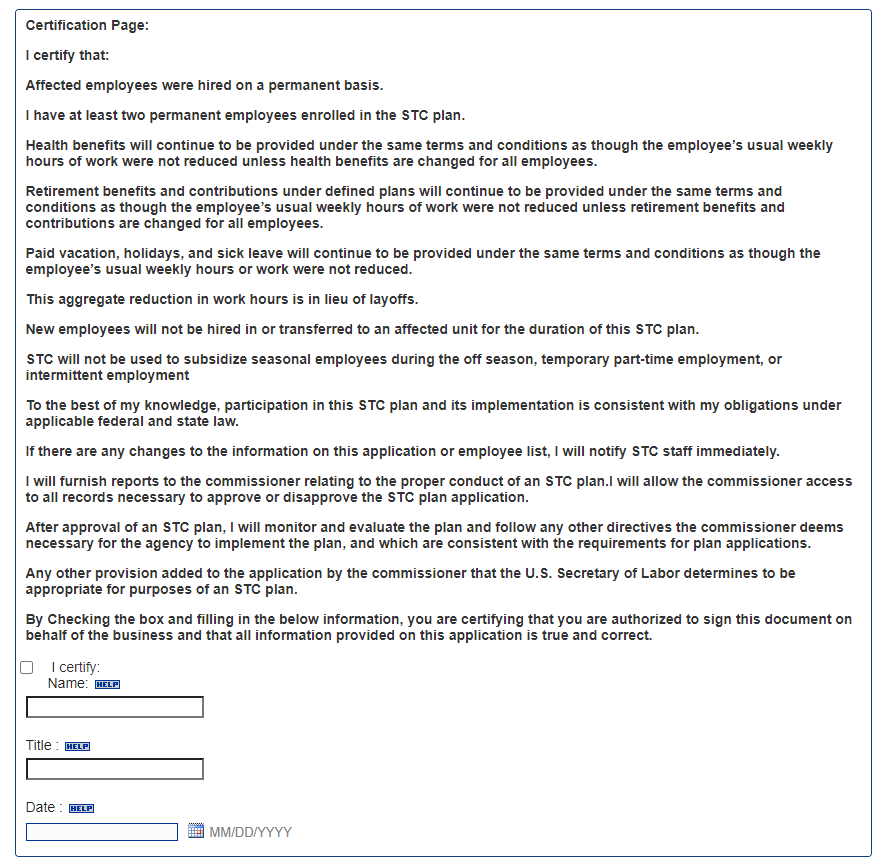 Certification Page:
I certify that:
Affected employees were hired on a permanent basis.
I have at least two permanent employees enrolled in the STC plan.
Health benefits will continue to be provided under the same terms and conditions as though the employee’s usual weekly
hours of work were not reduced unless health benefits are changed for all employees.
Retirement benefits and contributions under defined plans will continue to be provided under the same terms and
conditions as though the employee’s usual weekly hours of work were not reduced unless retirement benefits and
contributions are changed for all employees.
Paid vacation, holidays, and sick leave will continue to be provided under the same terms and conditions as though the
employee’s usual weekly hours or work were not reduced.
This aggregate reduction in work hours is in lieu of layoffs.
New employees will not be hired in or transferred to an affected unit for the duration of this STC plan.
STC will not be used to subsidize seasonal employees during the off season, temporary part-time employment, or
intermittent employment
To the best of my knowledge, participation in this STC plan and its implementation is consistent with my obligations under
applicable federal and state law.
If there are any changes to the information on this application or employee list, I will notify STC staff immediately.
I will furnish reports to the commissioner relating to the proper conduct of an STC plan.I will allow the commissioner access
to all records necessary to approve or disapprove the STC plan application.
After approval of an STC plan, I will monitor and evaluate the plan and follow any other directives the commissioner deems
necessary for the agency to implement the plan, and which are consistent with the requirements for plan applications.
Any other provision added to the application by the commissioner that the U.S. Secretary of Labor determines to be
appropriate for purposes of an STC plan.
By Checking the box and filling in the below information, you are certifying that you are authorized to sign this document on
behalf of the business and that all information provided on this application is true and correct.
I certify:
Name: HELP
Title : HELP
Date : HELP
MM/DD/YYYY